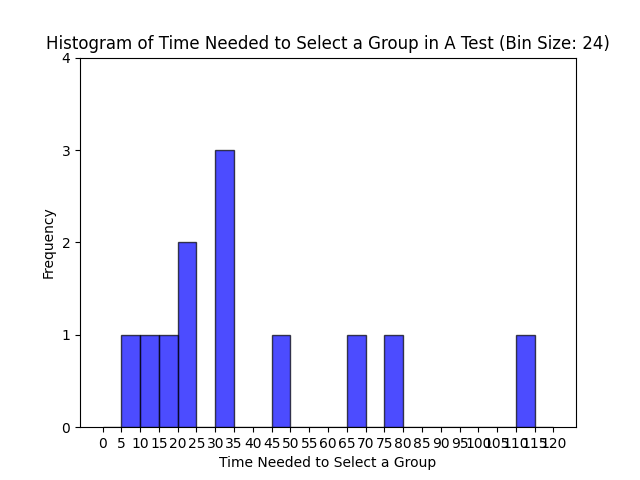 Histogram of Time Needed to Select a Group in A Test (Bin Size: 24)
4
3
2
1
0
Frequency
0 5 10 15 20 25 30 35 40 45 50 55 60 65 70 75 80 85 90 95 100 105 110 115 120
Time Needed to Select a Group